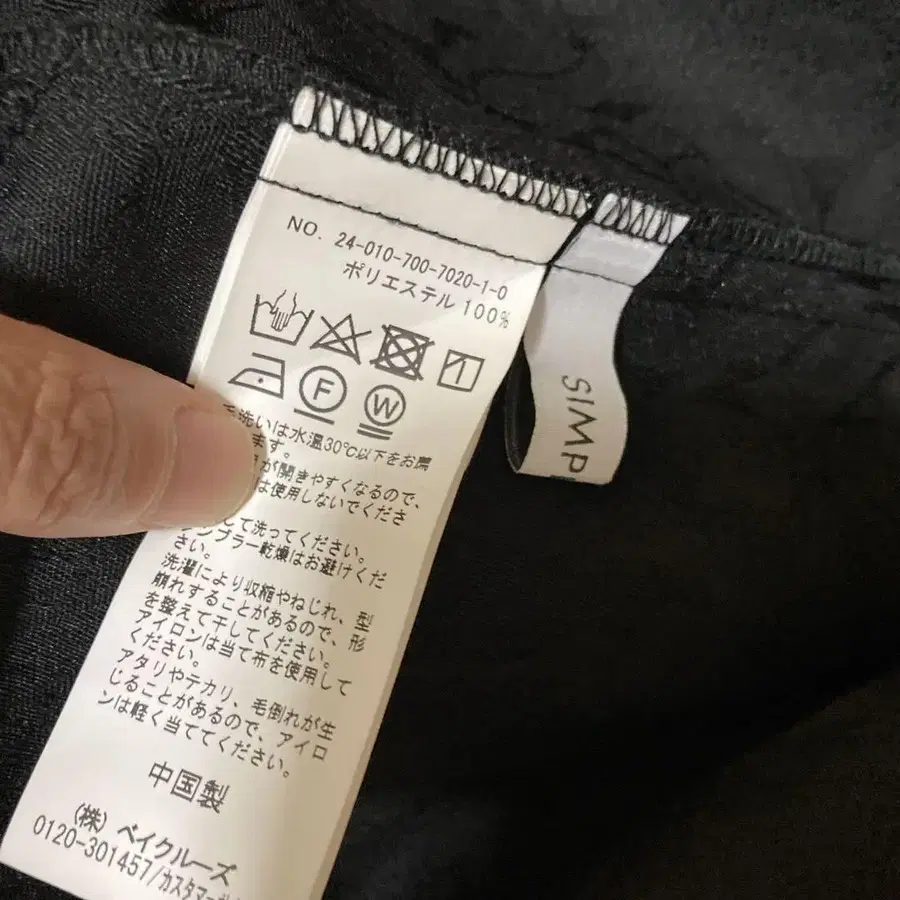 NO. 24-010-700-7020-1-0
ポリエステル 100%
1
F
W
洗いは水温30℃以下をお薦
ます。
が開きやすくなるので、
は使用しないでくださ
して洗ってください。
タンブラー乾燥はお避けくだ
さい。
洗濯により収縮やねじれ、型
崩れすることがあるので、形
を整えて干してください。
アイロンは当て布を使用して
ください。
アタリやテカリ、毛倒れが生
じることがあるので、アイロ
ンは軽く当ててください。
中国製
(株) ベイクルーズ
0120-301457/カスタマー
SIMP